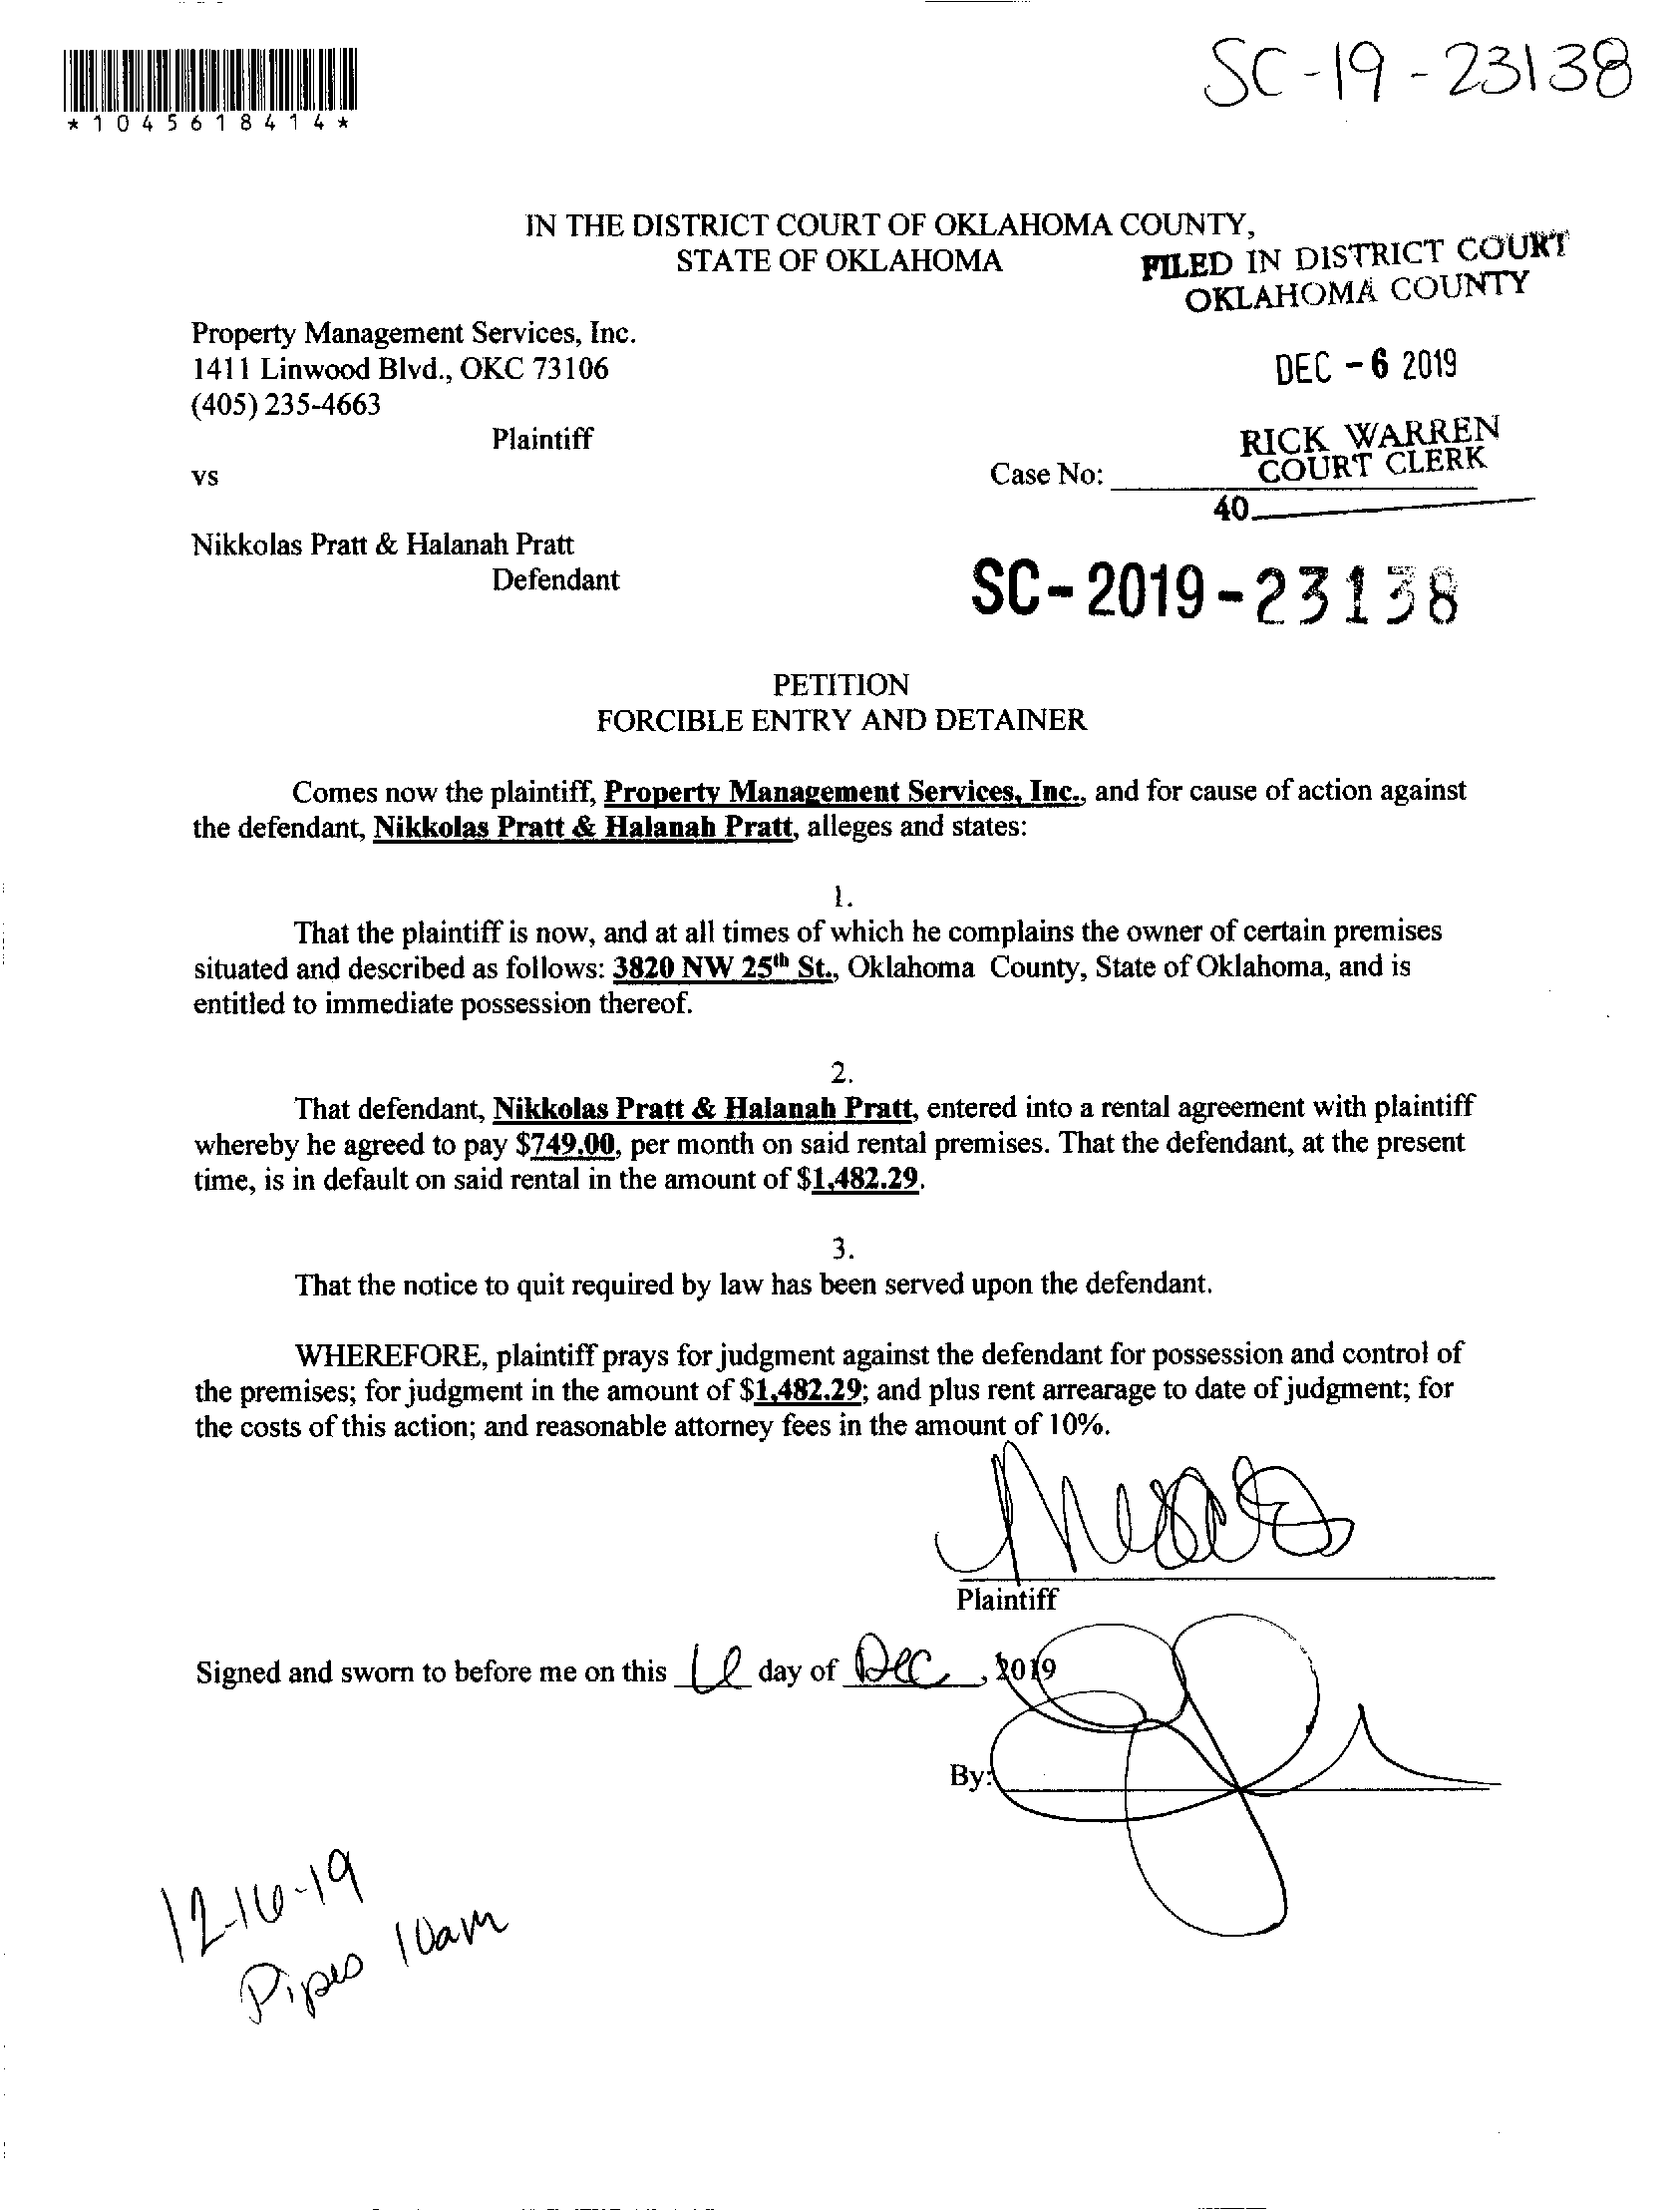 SC-19-23138
*1045618414*
IN THE DISTRICT COURT OF OKLAHOMA COUNTY,
STATE OF OKLAHOMA
FILED IN DISTRICT COURT
OKLAHOMA COUNTY
Property Management Services, Inc.
1411 Linwood Blvd., OKC 73106
DEC -6 2019
(405) 235-4663
Plaintiff
RICK WARREN
COURT CLERK
vs
Case No:
40
Nikkolas Pratt & Halanah Pratt
Defendant
SC-2019-23138
PETITION
FORCIBLE ENTRY AND DETAINER
Comes now the plaintiff, Property Management Services, Inc., and for cause of action against
the defendant, Nikkolas Pratt & Halanah Pratt, alleges and states:
1.
That the plaintiff is now, and at all times of which he complains the owner of certain premises
situated and described as follows: 3820 NW 25th St., Oklahoma County, State of Oklahoma, and is
entitled to immediate possession thereof.
2.
That defendant, Nikkolas Pratt & Halanah Pratt, entered into a rental agreement with plaintiff
whereby he agreed to pay $749.00, per month on said rental premises. That the defendant, at the present
time, is in default on said rental in the amount of $1,482.29.
3.
That the notice to quit required by law has been served upon the defendant.
WHEREFORE, plaintiff prays for judgment against the defendant for possession and control of
the premises; for judgment in the amount of $1,482.29; and plus rent arrearage to date of judgment; for
the costs of this action; and reasonable attorney fees in the amount of 10%.
Plaintiff
Signed and sworn to before me on this 6 day of Dec, 2019
By:
12-16-19
Pipes 10am